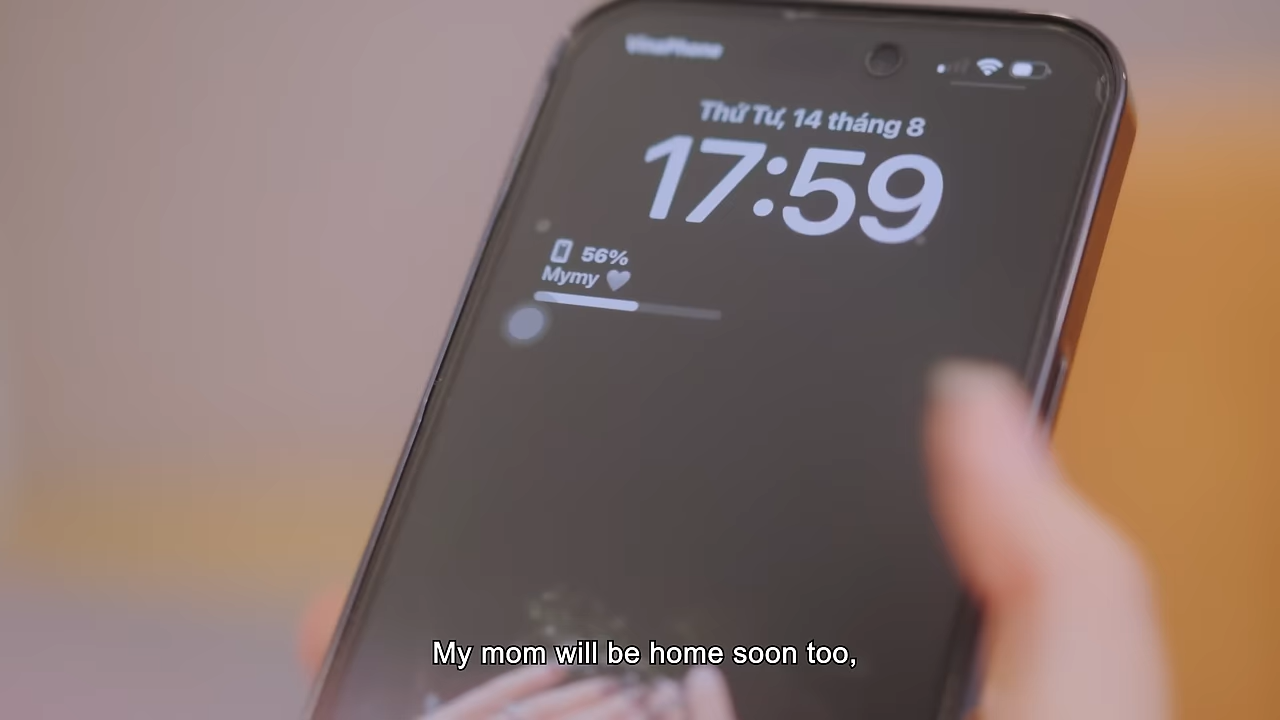 VinaPhone
Thứ Tư, 14 tháng 8
17:59
56%
Mymy 🩶
My mom will be home soon too,